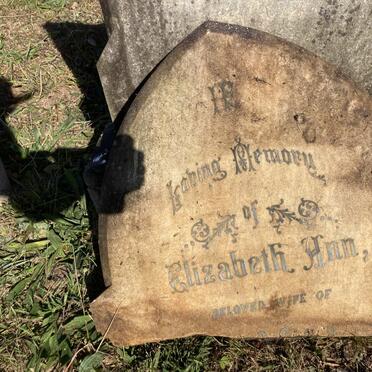 IN
Loving Memory
of
Elizabeth Ann,
BELOVED WIFE OF